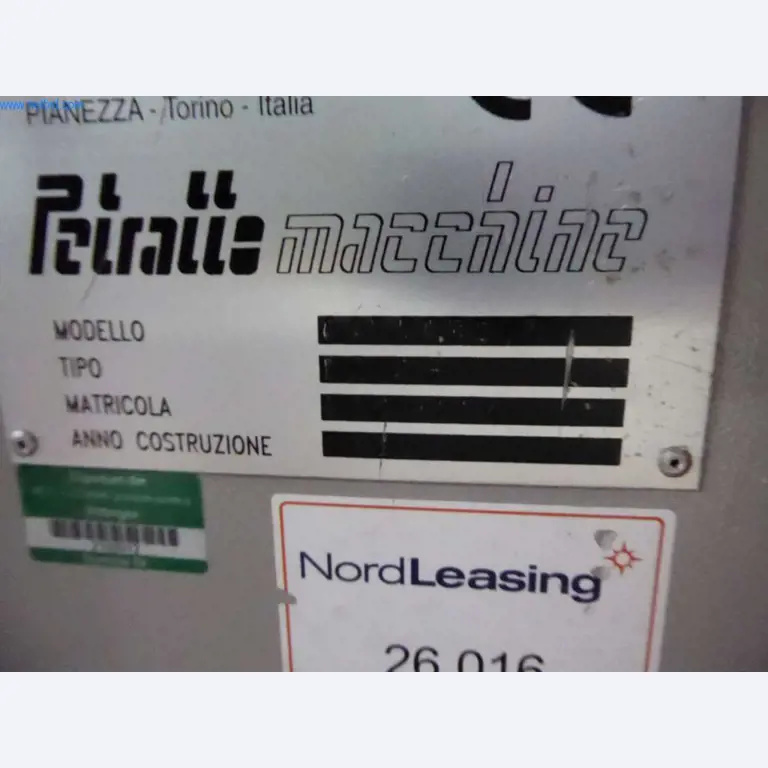 PIANEZZA - Torino - Italia
Petratto macchine
MODELLO
TIPO
MATRICOLA
ANNO COSTRUZIONE
NordLeasing
26 016